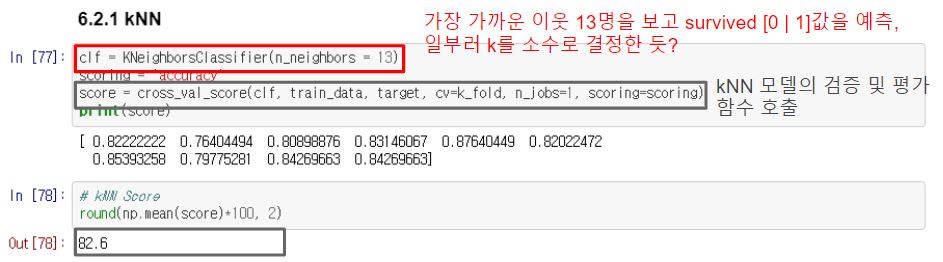 6.2.1 kNN
가장 가까운 이웃 13명을 보고 survived [0 | 1]값을 예측,
일부러 k를 소수로 결정한 듯?
In [77]: clf = KNeighborsClassifier(n_neighbors = 13)
scoring = 'accuracy'
score = cross_val_score(clf, train_data, target, cv=k_fold, n_jobs=1, scoring=scoring)
print(score)
kNN 모델의 검증 및 평가
함수 호출
[ 0.82222222 0.76404494 0.80898876 0.83146067 0.87640449 0.82022472
0.85393258 0.79775281 0.84269663 0.84269663]
In [78]: # kNN Score
round(np.mean(score)*100, 2)
Out[78]: 82.6